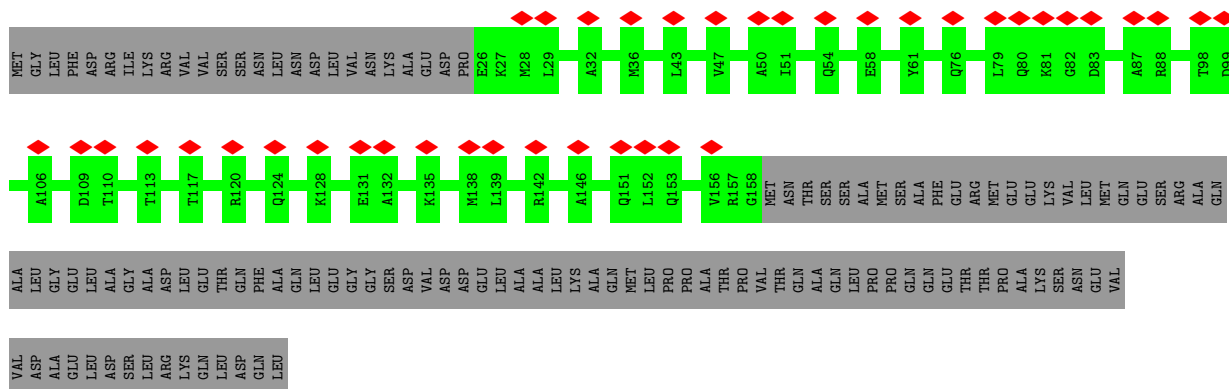 MET GLY LEU PHE ASP ARG ILE LYS ARG VAL VAL SER SER ASN LEU ASN ASP LEU VAL ASN LYS ALA GLU ASP PRO E26 K27 M28 L29 A32 M36 L43 V47 A50 I51 Q54 E58 Y61 Q76 L79 Q80 K81 G82 D83 A87 R88 T98 D99
A106 D109 T110 T113 T117 R120 Q124 K128 E131 A132 K135 M138 L139 R142 A146 Q151 L152 Q153 V156 R157 G158 MET ASN THR SER SER ALA MET SER ALA PHE GLU ARG MET GLU GLU LYS VAL LEU MET GLN GLU SER ARG ALA GLN
ALA LEU GLY GLU LEU ALA GLY ALA ASP LEU GLU THR GLN PHE ALA GLN LEU GLU GLY GLY SER ASP VAL ASP ASP GLU LEU ALA ALA LEU LYS ALA GLN MET LEU PRO PRO ALA THR PRO VAL THR GLN ALA GLN LEU PRO PRO GLN GLN GLU THR THR PRO ALA LYS SER ASN GLU VAL
VAL ASP ALA GLU LEU ASP SER LEU ARG LYS GLN LEU ASP GLN LEU